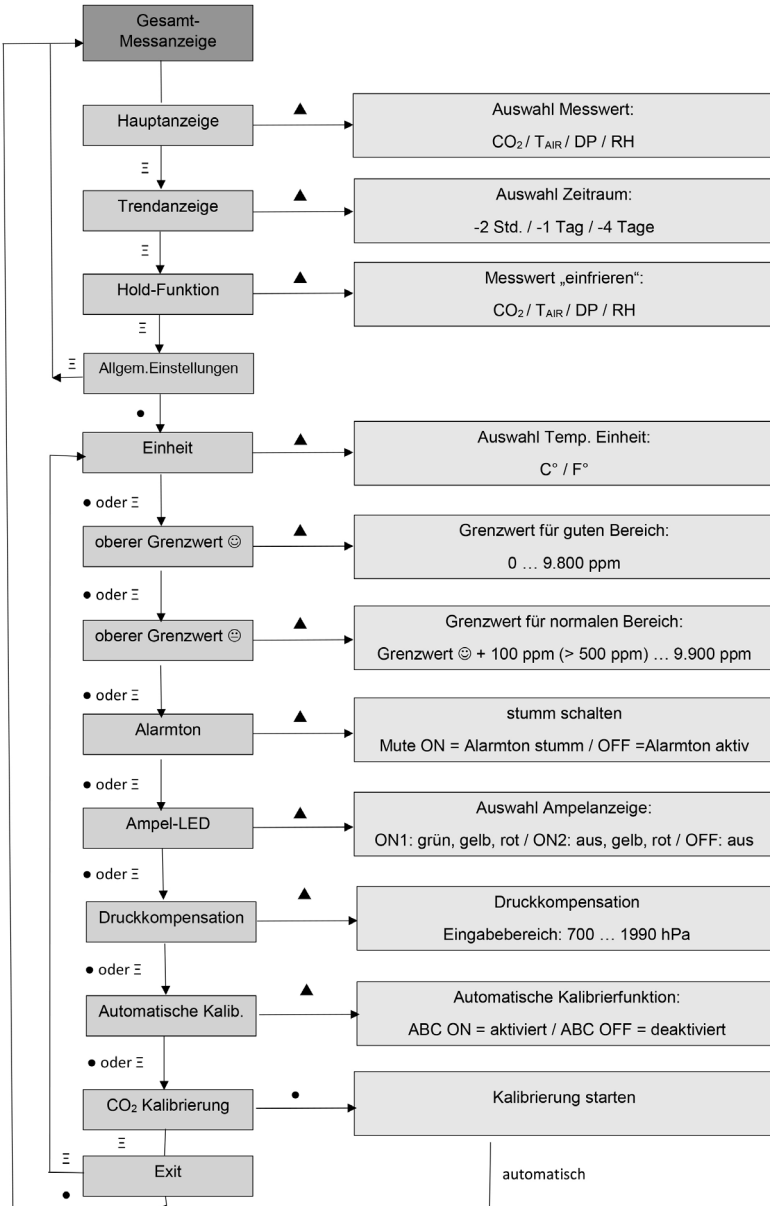 Gesamt-
Messanzeige
Hauptanzeige
▲
Auswahl Messwert:
CO₂ / TAIR / DP / RH
Ξ
Trendanzeige
▲
Auswahl Zeitraum:
-2 Std. / -1 Tag / -4 Tage
Ξ
Hold-Funktion
▲
Messwert „einfrieren“:
CO₂ / TAIR / DP / RH
Ξ
Ξ
Allgem.Einstellungen
●
Einheit
▲
Auswahl Temp. Einheit:
C° / F°
● oder Ξ
oberer Grenzwert ☺
▲
Grenzwert für guten Bereich:
0 … 9.800 ppm
● oder Ξ
oberer Grenzwert 😐
▲
Grenzwert für normalen Bereich:
Grenzwert ☺ + 100 ppm (> 500 ppm) … 9.900 ppm
● oder Ξ
Alarmton
▲
stumm schalten
Mute ON = Alarmton stumm / OFF =Alarmton aktiv
● oder Ξ
Ampel-LED
▲
Auswahl Ampelanzeige:
ON1: grün, gelb, rot / ON2: aus, gelb, rot / OFF: aus
● oder Ξ
Druckkompensation
▲
Druckkompensation
Eingabebereich: 700 … 1990 hPa
● oder Ξ
Automatische Kalib.
▲
Automatische Kalibrierfunktion:
ABC ON = aktiviert / ABC OFF = deaktiviert
● oder Ξ
CO₂ Kalibrierung
●
Kalibrierung starten
Ξ
Ξ
Exit
automatisch
●